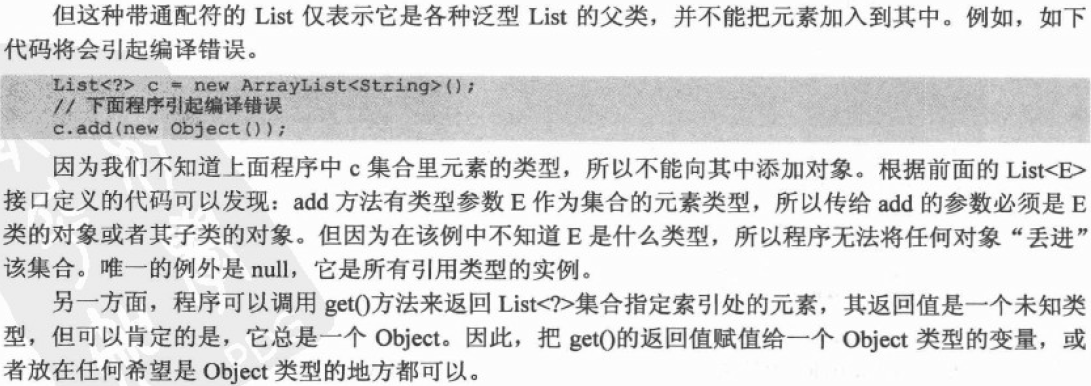 但这种带通配符的 List 仅表示它是各种泛型 List 的父类，并不能把元素加入到其中。例如，如下
代码将会引起编译错误。
List<?> c = new ArrayList<String>();
// 下面程序引起编译错误
c.add(new Object());
因为我们不知道上面程序中 c 集合里元素的类型，所以不能向其中添加对象。根据前面的 List<E>
接口定义的代码可以发现：add 方法有类型参数 E 作为集合的元素类型，所以传给 add 的参数必须是 E
类的对象或者其子类的对象。但因为在该例中不知道 E 是什么类型，所以程序无法将任何对象“丢进”
该集合。唯一的例外是 null，它是所有引用类型的实例。
另一方面，程序可以调用 get()方法来返回 List<?>集合指定索引处的元素，其返回值是一个未知类
型，但可以肯定的是，它总是一个 Object。因此，把 get()的返回值赋值给一个 Object 类型的变量，或
者放在任何希望是 Object 类型的地方都可以。